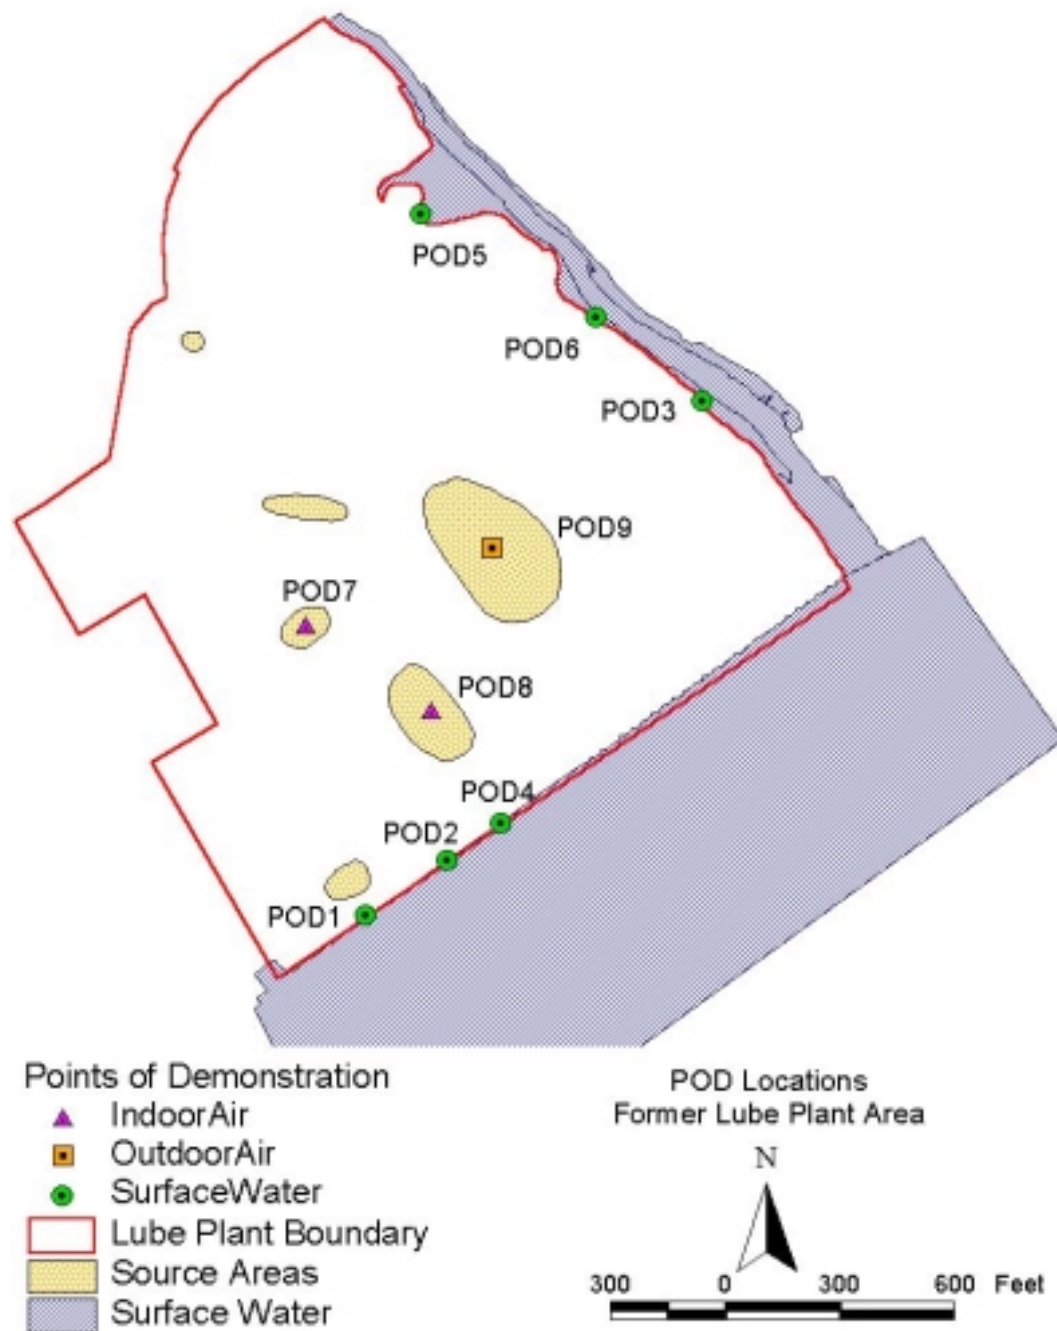 POD5
POD6
POD3
POD9
POD7
POD8
POD4
POD2
POD1
Points of Demonstration
IndoorAir
OutdoorAir
SurfaceWater
Lube Plant Boundary
Source Areas
Surface Water
POD Locations
Former Lube Plant Area
N
300 0 300 600 Feet